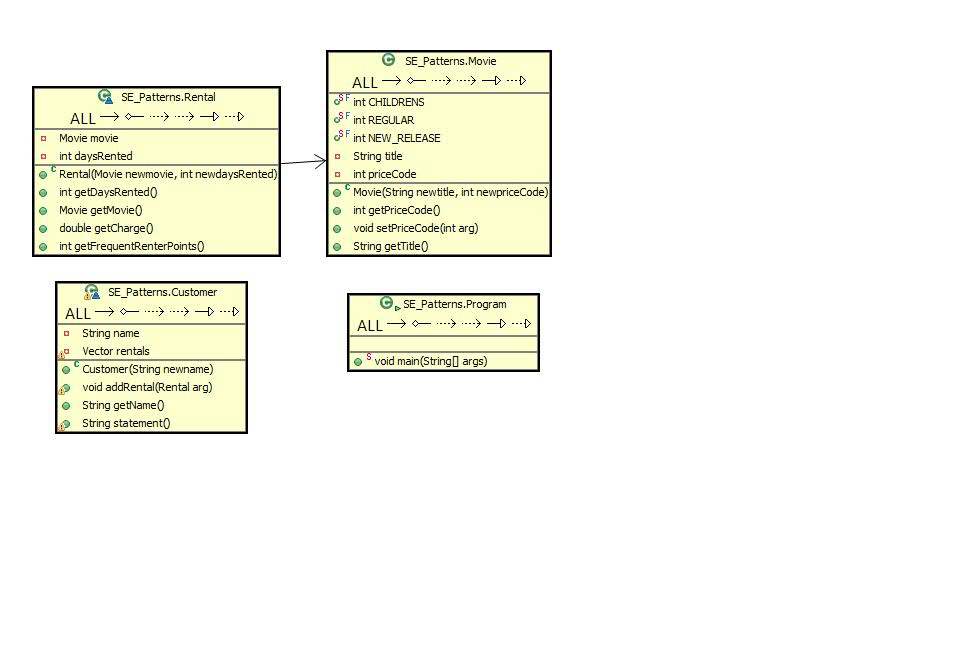 SE_Patterns.Rental
ALL
Movie movie
int daysRented
C Rental(Movie newmovie, int newdaysRented)
int getDaysRented()
Movie getMovie()
double getCharge()
int getFrequentRenterPoints()
C SE_Patterns.Movie
ALL
S F int CHILDRENS
S F int REGULAR
S F int NEW_RELEASE
String title
int priceCode
C Movie(String newtitle, int newpriceCode)
int getPriceCode()
void setPriceCode(int arg)
String getTitle()
SE_Patterns.Customer
ALL
String name
Vector rentals
C Customer(String newname)
void addRental(Rental arg)
String getName()
String statement()
C SE_Patterns.Program
ALL
S void main(String[] args)